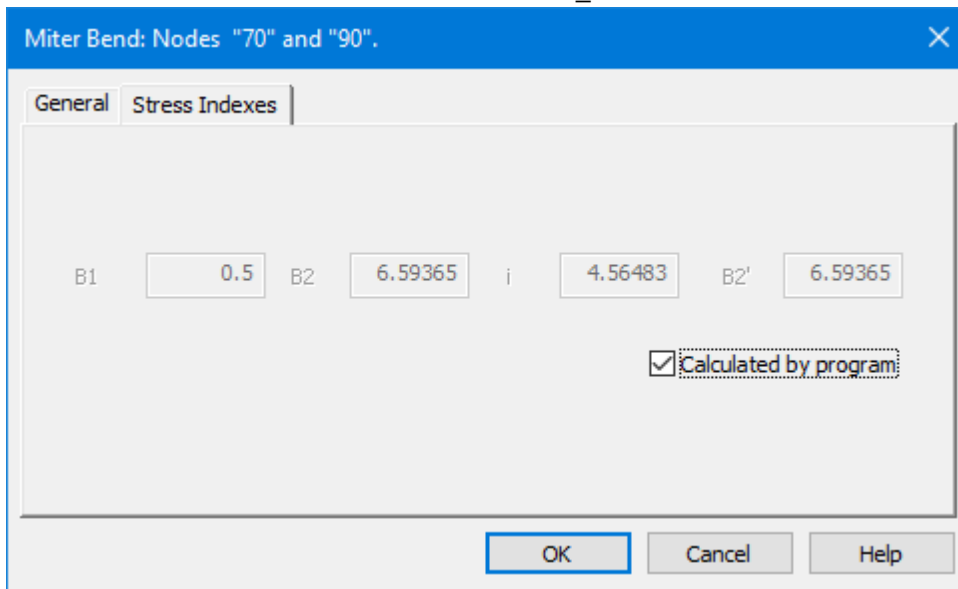 Miter Bend: Nodes "70" and "90".
General Stress Indexes
B1 0.5 B2 6.59365 i 4.56483 B2' 6.59365
Calculated by program
OK Cancel Help